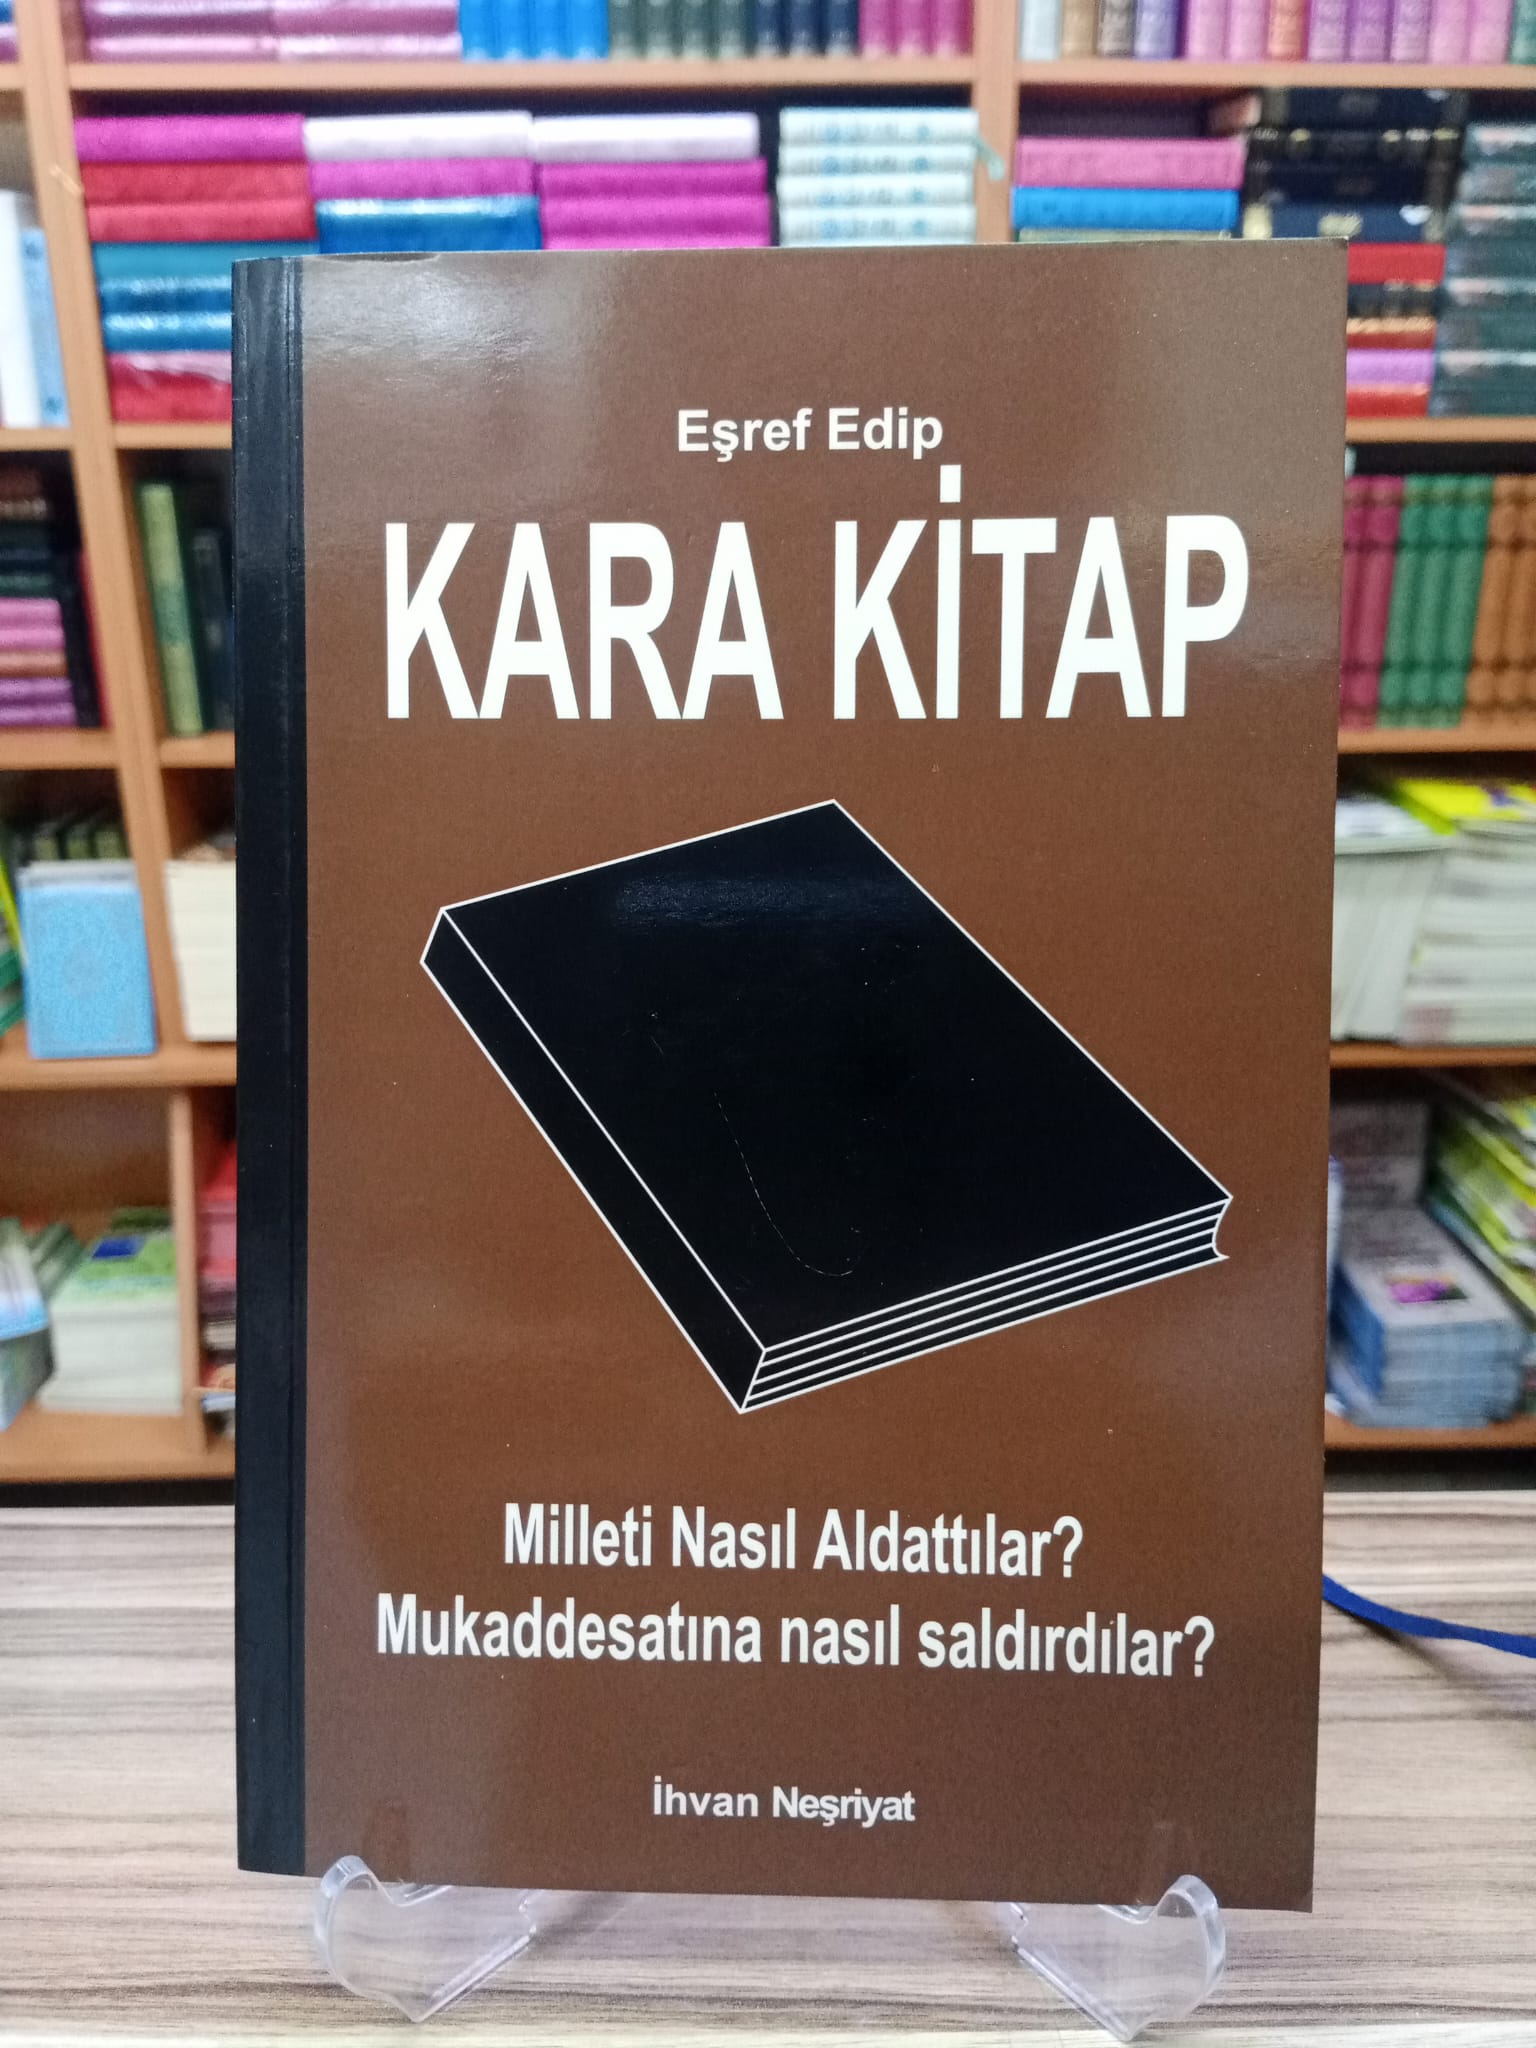 Eşref Edip
KARA KİTAP
Milleti Nasıl Aldattılar?
Mukaddesatına nasıl saldırdılar?
İhvan Neşriyat